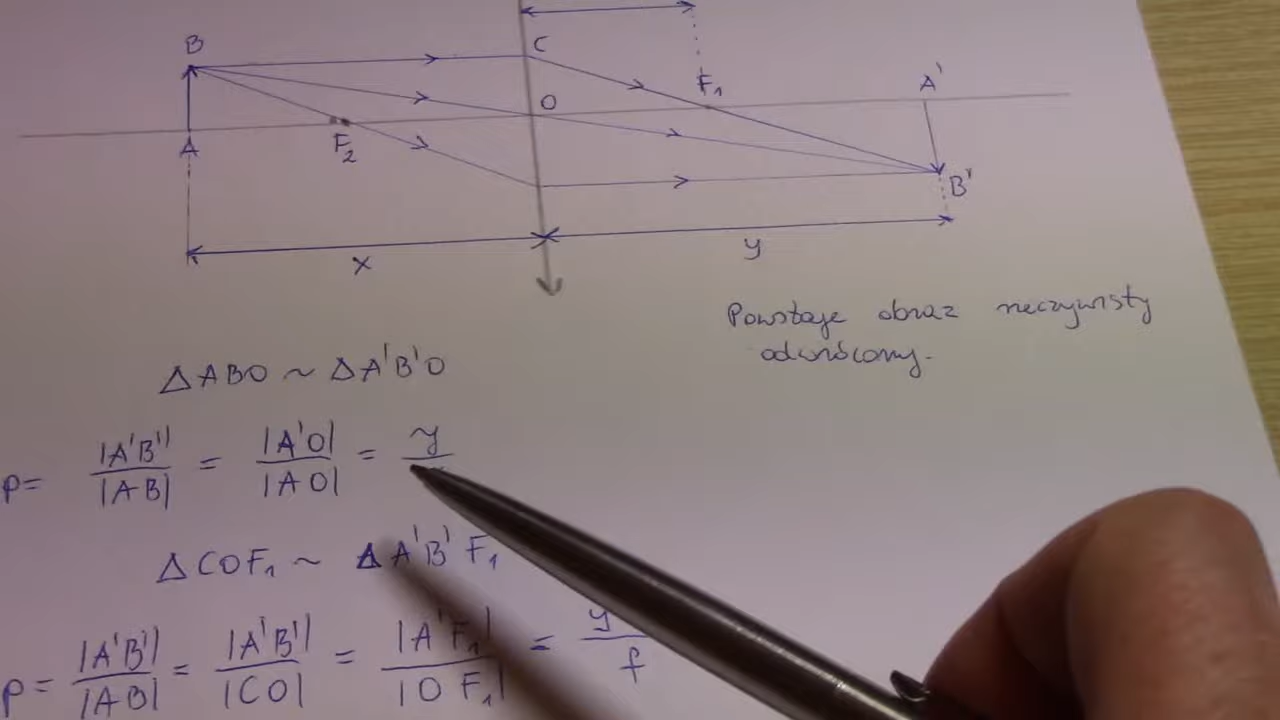 B
C
F₁
A'
O
A
F₂
B'
x
y
Powstaje obraz rzeczywisty
odwrócony.
△ABO ~ △A'B'O
p = |A'B'| / |AB| = |A'O| / |AO| = y /
△COF₁ ~ △A'B'F₁
p = |A'B'| / |AB| = |A'B'| / |CO| = |A'F₁| / |OF₁| = y / f